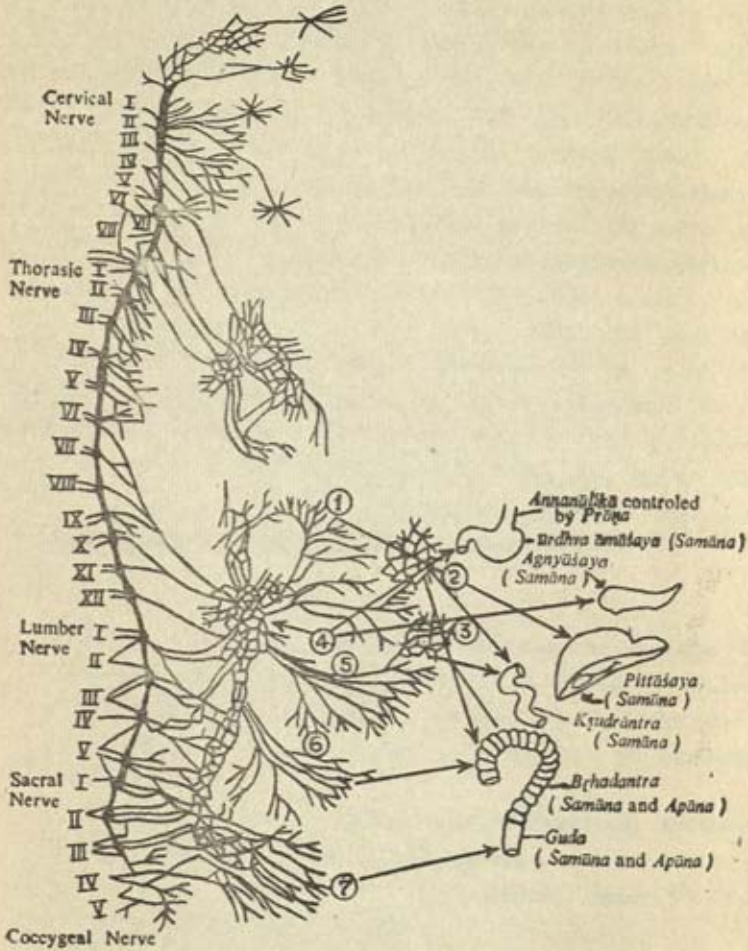 Cervical
Nerve
I
II
III
IV
V
VI
VII
VIII
Thorasic
Nerve
I
II
III
IV
V
VI
VII
VIII
IX
X
XI
XII
Lumber
Nerve
I
II
III
IV
V
Sacral
Nerve
I
II
III
IV
V
Coccygeal Nerve
1
2
3
4
5
6
7
Annanālikā controled
by Prāṇa
urdhva āmāśaya (Samāna)
Agnyāśaya
( Samāna )
Pittāśaya
( Samāna )
Kṣudrāntra
( Samāna )
Bṛhadantra
( Samāna and Apāna )
Guda
( Samāna and Apāna )